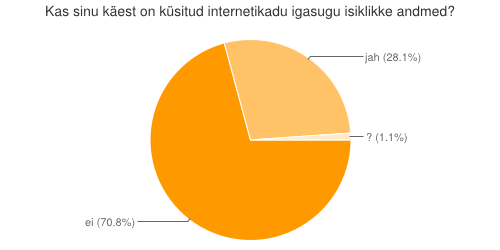 Kas sinu käest on küsitud internetikadu igasugu isiklikke andmed?
jah (28.1%)
? (1.1%)
ei (70.8%)